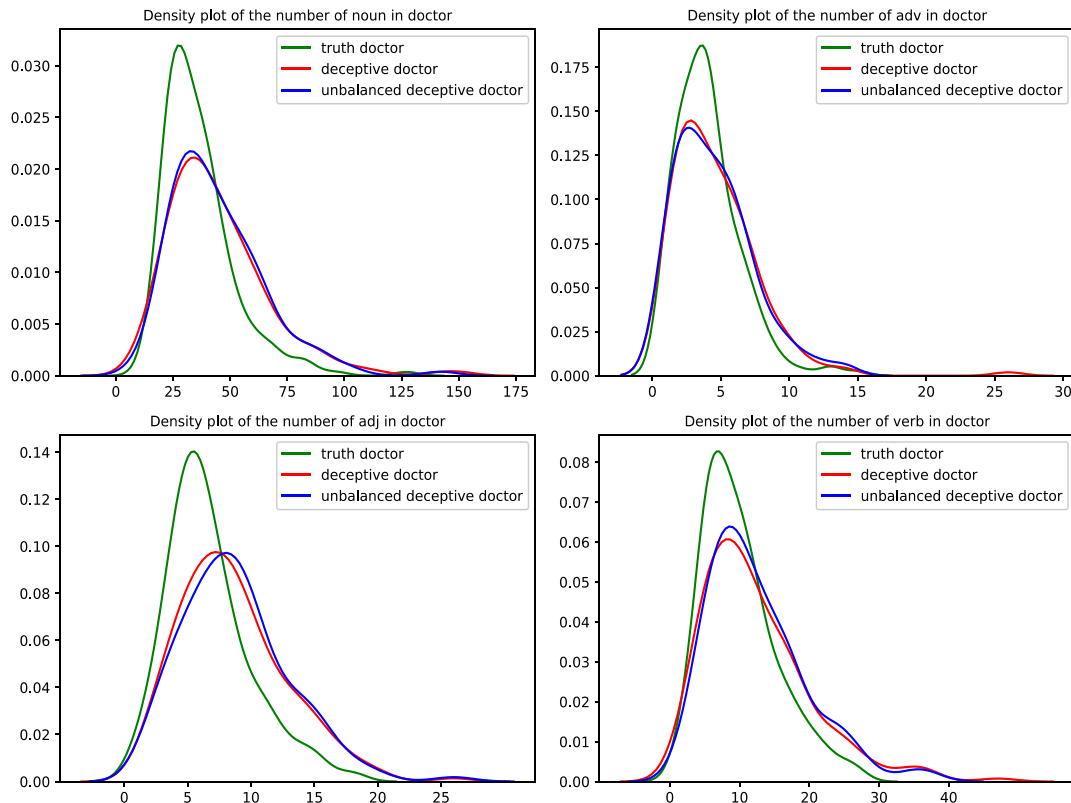 Density plot of the number of noun in doctor
truth doctor
deceptive doctor
unbalanced deceptive doctor
0.030
0.025
0.020
0.015
0.010
0.005
0.000
0 25 50 75 100 125 150 175
Density plot of the number of adv in doctor
truth doctor
deceptive doctor
unbalanced deceptive doctor
0.175
0.150
0.125
0.100
0.075
0.050
0.025
0.000
0 5 10 15 20 25 30
Density plot of the number of adj in doctor
truth doctor
deceptive doctor
unbalanced deceptive doctor
0.14
0.12
0.10
0.08
0.06
0.04
0.02
0.00
0 5 10 15 20 25
Density plot of the number of verb in doctor
truth doctor
deceptive doctor
unbalanced deceptive doctor
0.08
0.07
0.06
0.05
0.04
0.03
0.02
0.01
0.00
0 10 20 30 40